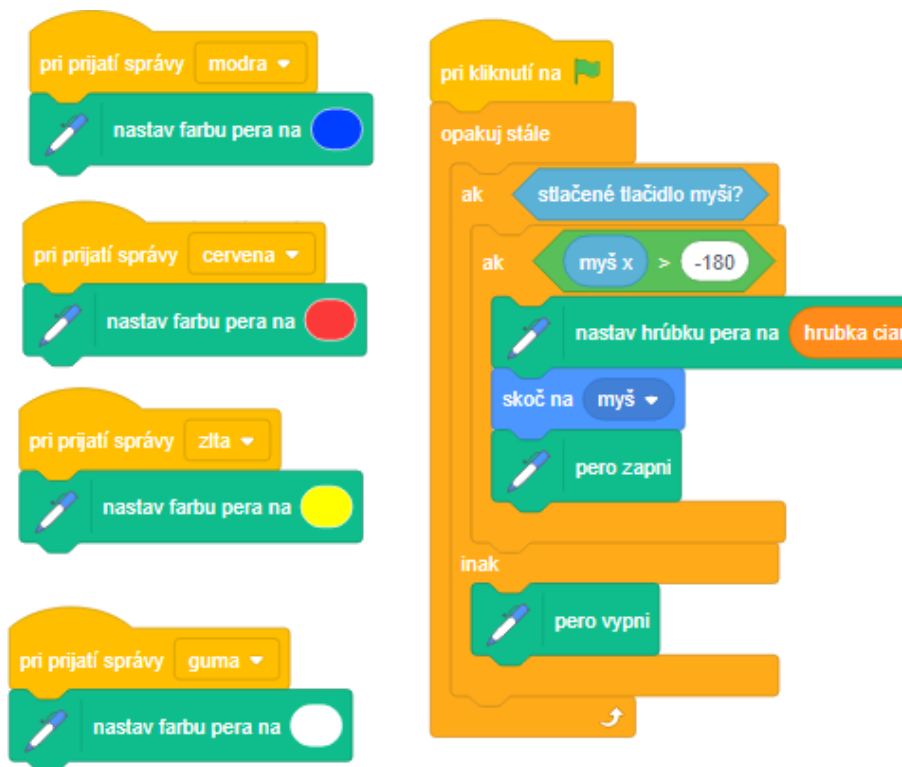 pri prijatí správy modra
nastav farbu pera na
pri prijatí správy cervena
nastav farbu pera na
pri prijatí správy zlta
nastav farbu pera na
pri prijatí správy guma
nastav farbu pera na
pri kliknutí na
opakuj stále
ak stlačené tlačidlo myši?
ak myš x > -180
nastav hrúbku pera na hrubka
skoč na myš
pero zapni
inak
pero vypni